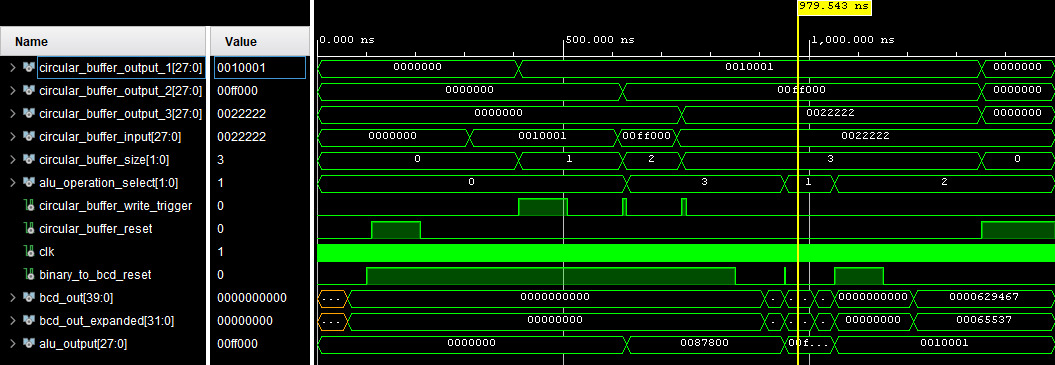 979.543 ns
Name Value 0.000 ns 500.000 ns 1,000.000 ns
circular_buffer_output_1[27:0] 0010001 0000000 0010001 0000000
circular_buffer_output_2[27:0] 00ff000 0000000 00ff000 0000000
circular_buffer_output_3[27:0] 0022222 0000000 0022222 0000000
circular_buffer_input[27:0] 0022222 0000000 0010001 00ff000 0022222
circular_buffer_size[1:0] 3 0 1 2 3 0
alu_operation_select[1:0] 1 0 3 1 2
circular_buffer_write_trigger 0
circular_buffer_reset 0
clk 1
binary_to_bcd_reset 0
bcd_out[39:0] 0000000000 ... 0000000000 . ... . 0000000000 0000629467
bcd_out_expanded[31:0] 00000000 ... 00000000 . ... . 00000000 00065537
alu_output[27:0] 00ff000 0000000 0087800 00f... 0010001